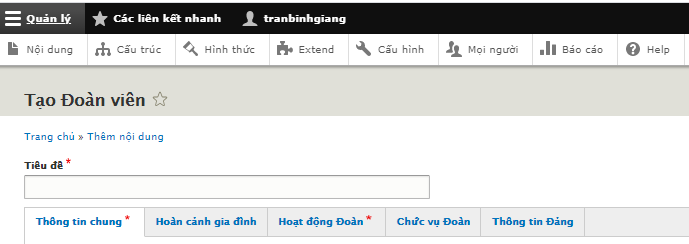 Quản lý Các liên kết nhanh tranbinhgiang
Nội dung Cấu trúc Hình thức Extend Cấu hình Mọi người Báo cáo Help
Tạo Đoàn viên
Trang chủ » Thêm nội dung
Tiêu đề *
Thông tin chung * Hoàn cảnh gia đình Hoạt động Đoàn * Chức vụ Đoàn Thông tin Đảng